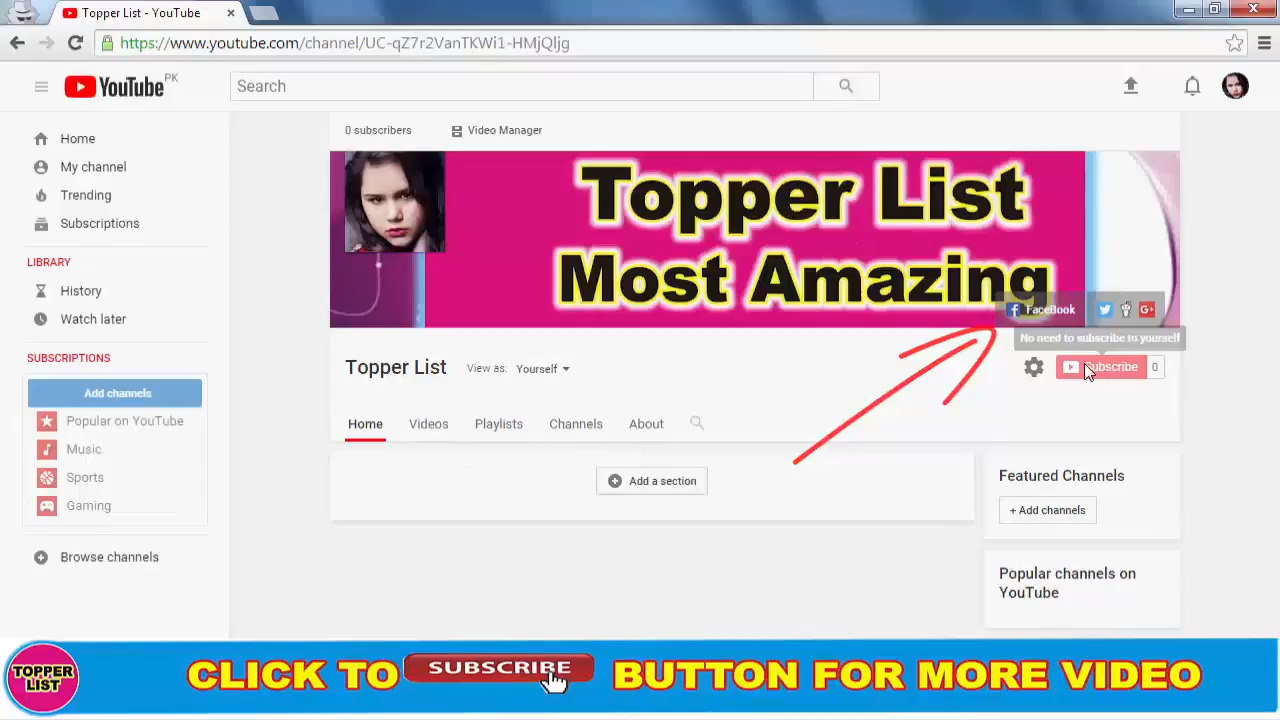 Topper List - YouTube
https://www.youtube.com/channel/UC-qZ7r2VanTKWi1-HMjQljg
YouTube PK
Search
Home
My channel
Trending
Subscriptions
LIBRARY
History
Watch later
SUBSCRIPTIONS
Add channels
Popular on YouTube
Music
Sports
Gaming
Browse channels
0 subscribers
Video Manager
Topper List
Most Amazing
FaceBook
No need to subscribe to yourself
Topper List
View as: Yourself
Subscribe 0
Home Videos Playlists Channels About
Add a section
Featured Channels
+ Add channels
Popular channels on
YouTube
TOPPER
LIST
CLICK TO SUBSCRIBE BUTTON FOR MORE VIDEO